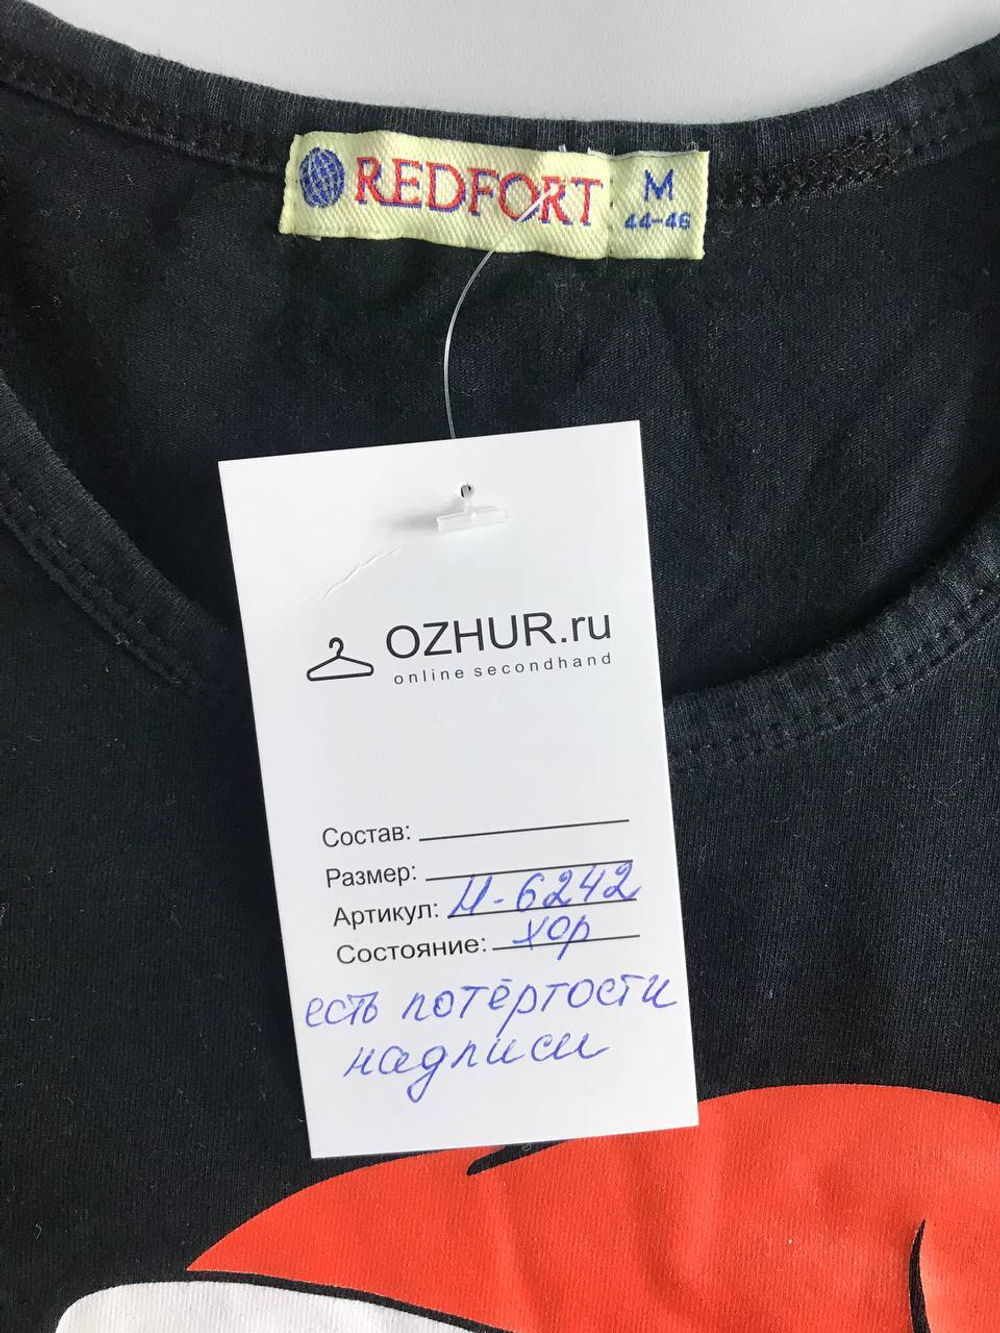 REDFORT
M
44-46
OZHUR.ru
online secondhand
Состав:
Размер:
Артикул: М-6242
Состояние: хор
есть потёртости
надписи